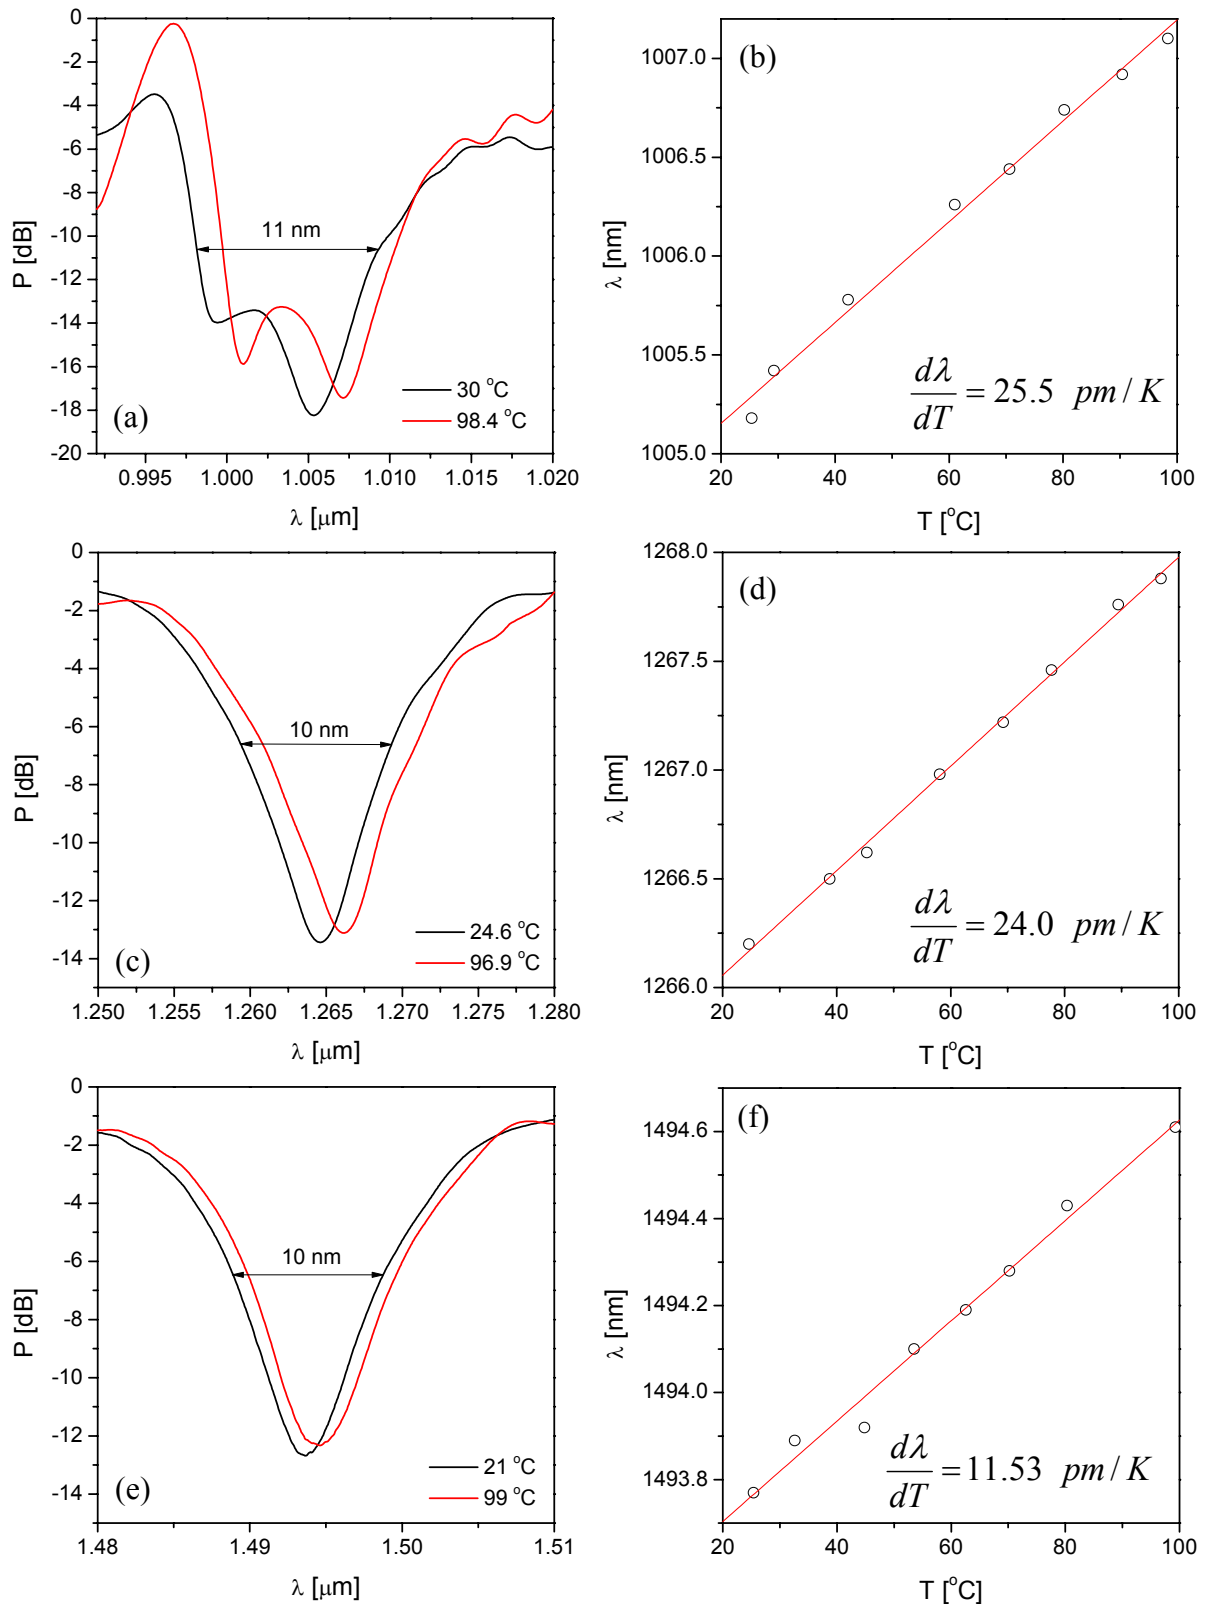 0
-2
-4
-6
-8
-10
-12
-14
-16
-18
-20
P [dB]
11 nm
30 °C
98.4 °C
(a)
0.995 1.000 1.005 1.010 1.015 1.020
λ [μm]
(b)
1007.0
1006.5
1006.0
1005.5
1005.0
λ [nm]
dλ/dT = 25.5 pm / K
20 40 60 80 100
T [°C]
0
-2
-4
-6
-8
-10
-12
-14
P [dB]
10 nm
24.6 °C
96.9 °C
(c)
1.250 1.255 1.260 1.265 1.270 1.275 1.280
λ [μm]
(d)
1268.0
1267.5
1267.0
1266.5
1266.0
λ [nm]
dλ/dT = 24.0 pm / K
20 40 60 80 100
T [°C]
0
-2
-4
-6
-8
-10
-12
-14
P [dB]
10 nm
21 °C
99 °C
(e)
1.48 1.49 1.50 1.51
λ [μm]
(f)
1494.6
1494.4
1494.2
1494.0
1493.8
λ [nm]
dλ/dT = 11.53 pm / K
20 40 60 80 100
T [°C]